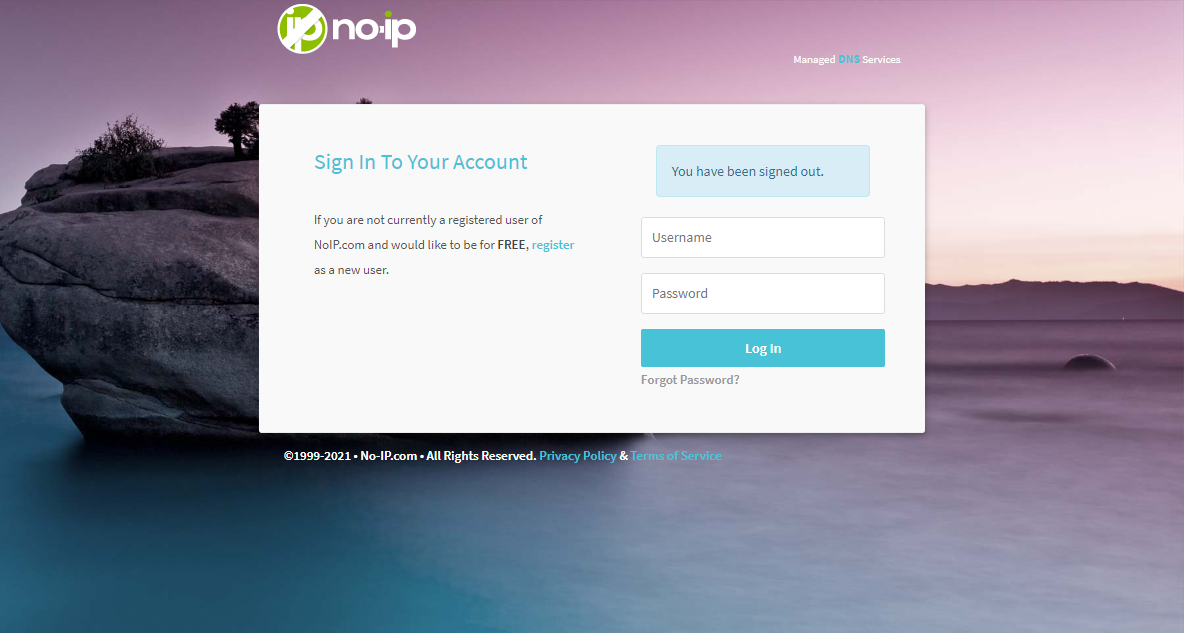 ip no-ip
Managed DNS Services
Sign In To Your Account
If you are not currently a registered user of
NoIP.com and would like to be for FREE, register
as a new user.
You have been signed out.
Username
Password
Log In
Forgot Password?
©1999-2021 • No-IP.com • All Rights Reserved. Privacy Policy & Terms of Service